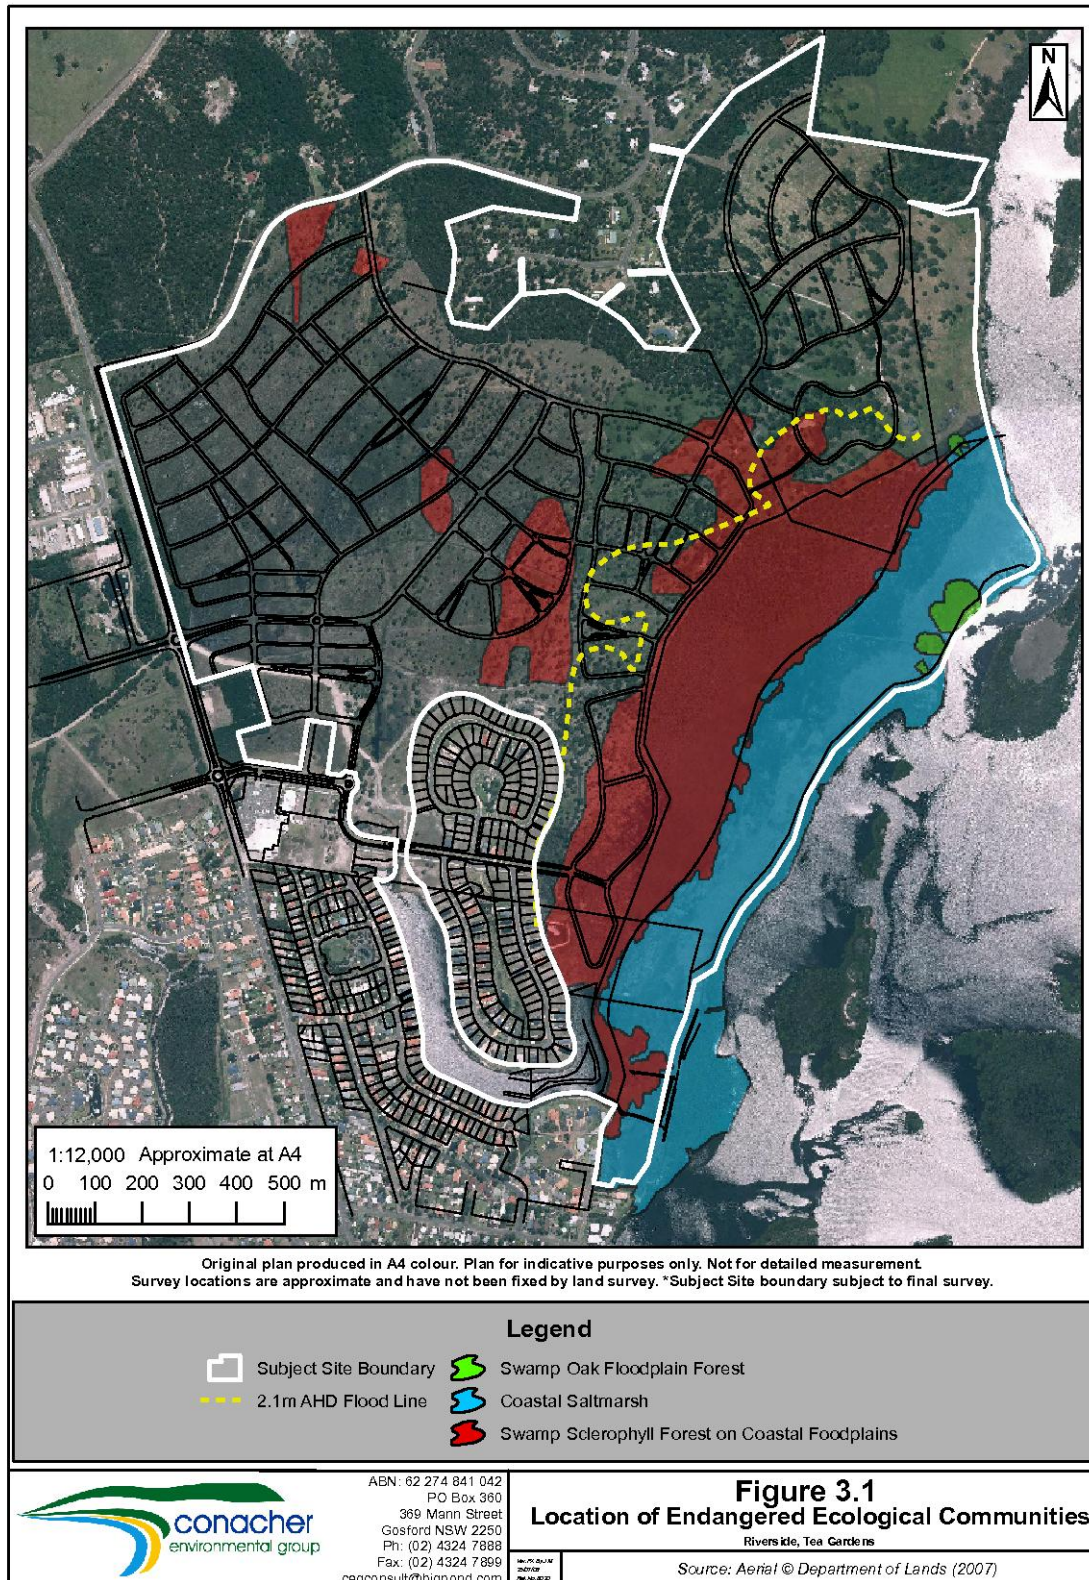 N
1:12,000 Approximate at A4
0 100 200 300 400 500 m
Original plan produced in A4 colour. Plan for indicative purposes only. Not for detailed measurement.
Survey locations are approximate and have not been fixed by land survey. *Subject Site boundary subject to final survey.
Legend
Subject Site Boundary
Swamp Oak Floodplain Forest
2.1m AHD Flood Line
Coastal Saltmarsh
Swamp Sclerophyll Forest on Coastal Foodplains
conacher
environmental group
ABN: 62 274 841 042
PO Box 360
369 Mann Street
Gosford NSW 2250
Ph: (02) 4324 7888
Fax: (02) 4324 7899
cegconsult@bigpond.com
Figure 3.1
Location of Endangered Ecological Communities
Riverside, Tea Gardens
Source: Aerial © Department of Lands (2007)